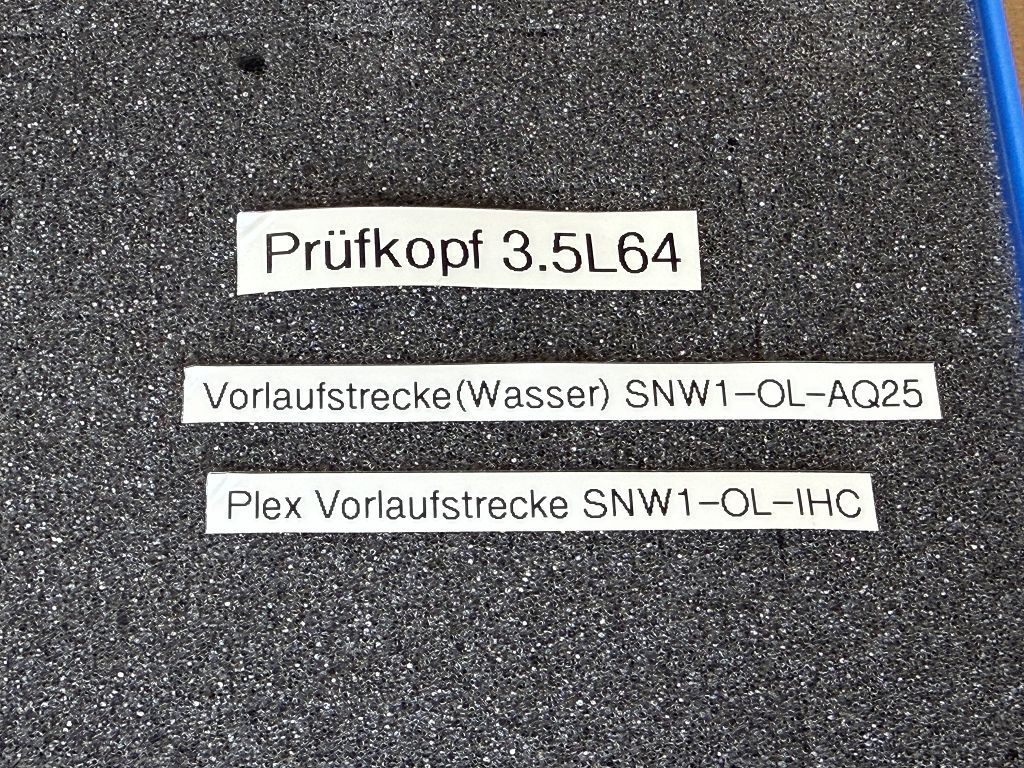 Prüfkopf 3.5L64
Vorlaufstrecke(Wasser) SNW1-OL-AQ25
Plex Vorlaufstrecke SNW1-OL-IHC